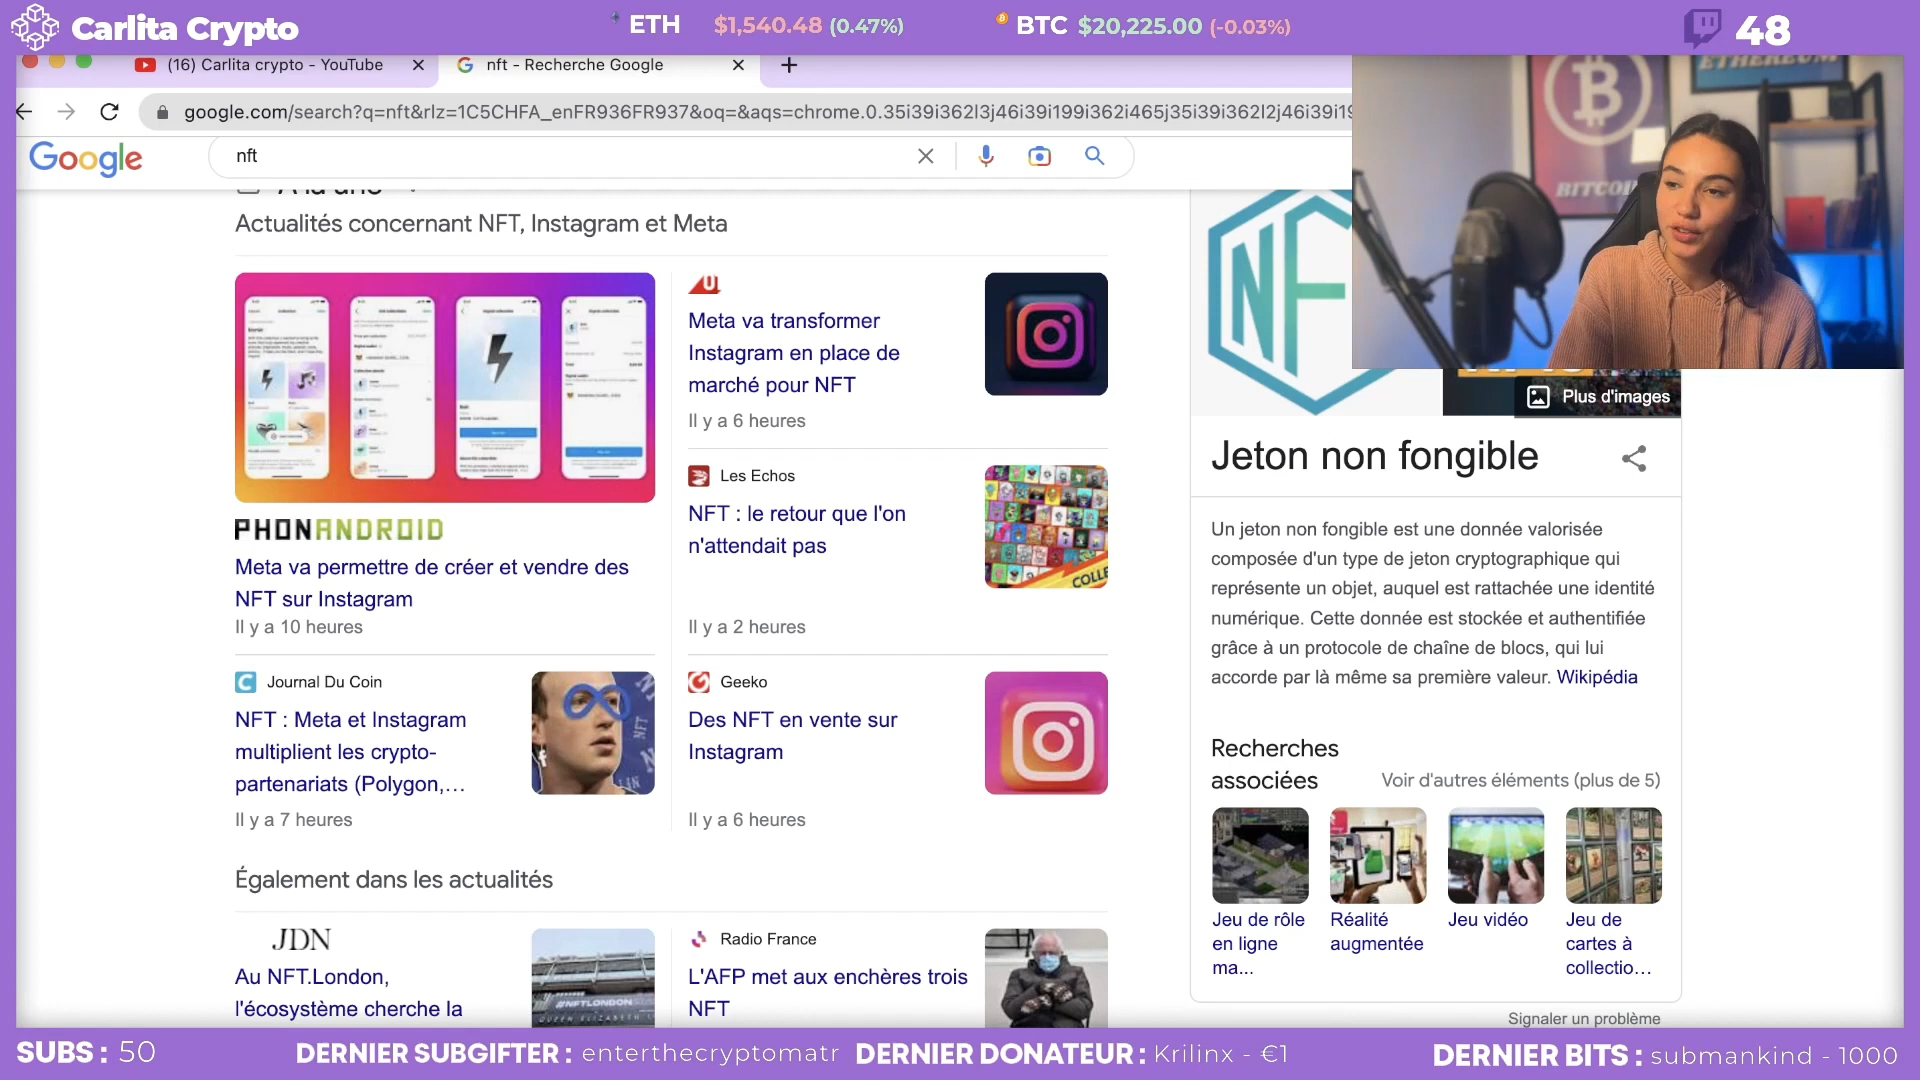 Carlita Crypto
ETH $1,540.48 (0.47%)
BTC $20,225.00 (-0.03%)
48
(16) Carlita crypto - YouTube
nft - Recherche Google
google.com/search?q=nft&rlz=1C5CHFA_enFR936FR937&oq=&aqs=chrome.0.35i39i362l3j46i39i199i362i465j35i39i362l2j46i39i19
Google
nft
À la une
Actualités concernant NFT, Instagram et Meta
PHONANDROID
Meta va permettre de créer et vendre des
NFT sur Instagram
Il y a 10 heures
Meta va transformer
Instagram en place de
marché pour NFT
Il y a 6 heures
Les Echos
NFT : le retour que l'on
n'attendait pas
COLLE
Il y a 2 heures
Journal Du Coin
NFT : Meta et Instagram
multiplient les crypto-
partenariats (Polygon,…
Il y a 7 heures
Geeko
Des NFT en vente sur
Instagram
Il y a 6 heures
Également dans les actualités
JDN
Au NFT.London,
l'écosystème cherche la
#NFTLONDON
QUEEN ELIZABETH
Radio France
L'AFP met aux enchères trois
NFT
NF
BITCOIN
ETHEREUM
Plus d'images
Jeton non fongible
Un jeton non fongible est une donnée valorisée
composée d'un type de jeton cryptographique qui
représente un objet, auquel est rattachée une identité
numérique. Cette donnée est stockée et authentifiée
grâce à un protocole de chaîne de blocs, qui lui
accorde par là même sa première valeur. Wikipédia
Recherches
associées
Voir d'autres éléments (plus de 5)
Jeu de rôle
en ligne
ma...
Réalité
augmentée
Jeu vidéo
Jeu de
cartes à
collectio…
Signaler un problème
SUBS : 50
DERNIER SUBGIFTER : enterthecryptomatr
DERNIER DONATEUR : Krilinx - €1
DERNIER BITS : submankind - 1000